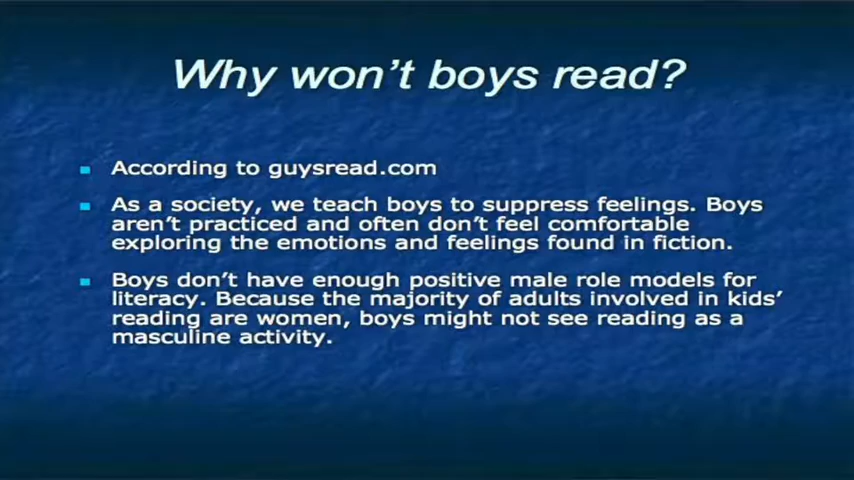 Why won't boys read?
According to guysread.com
As a society, we teach boys to suppress feelings. Boys
aren't practiced and often don't feel comfortable
exploring the emotions and feelings found in fiction.
Boys don't have enough positive male role models for
literacy. Because the majority of adults involved in kids'
reading are women, boys might not see reading as a
masculine activity.